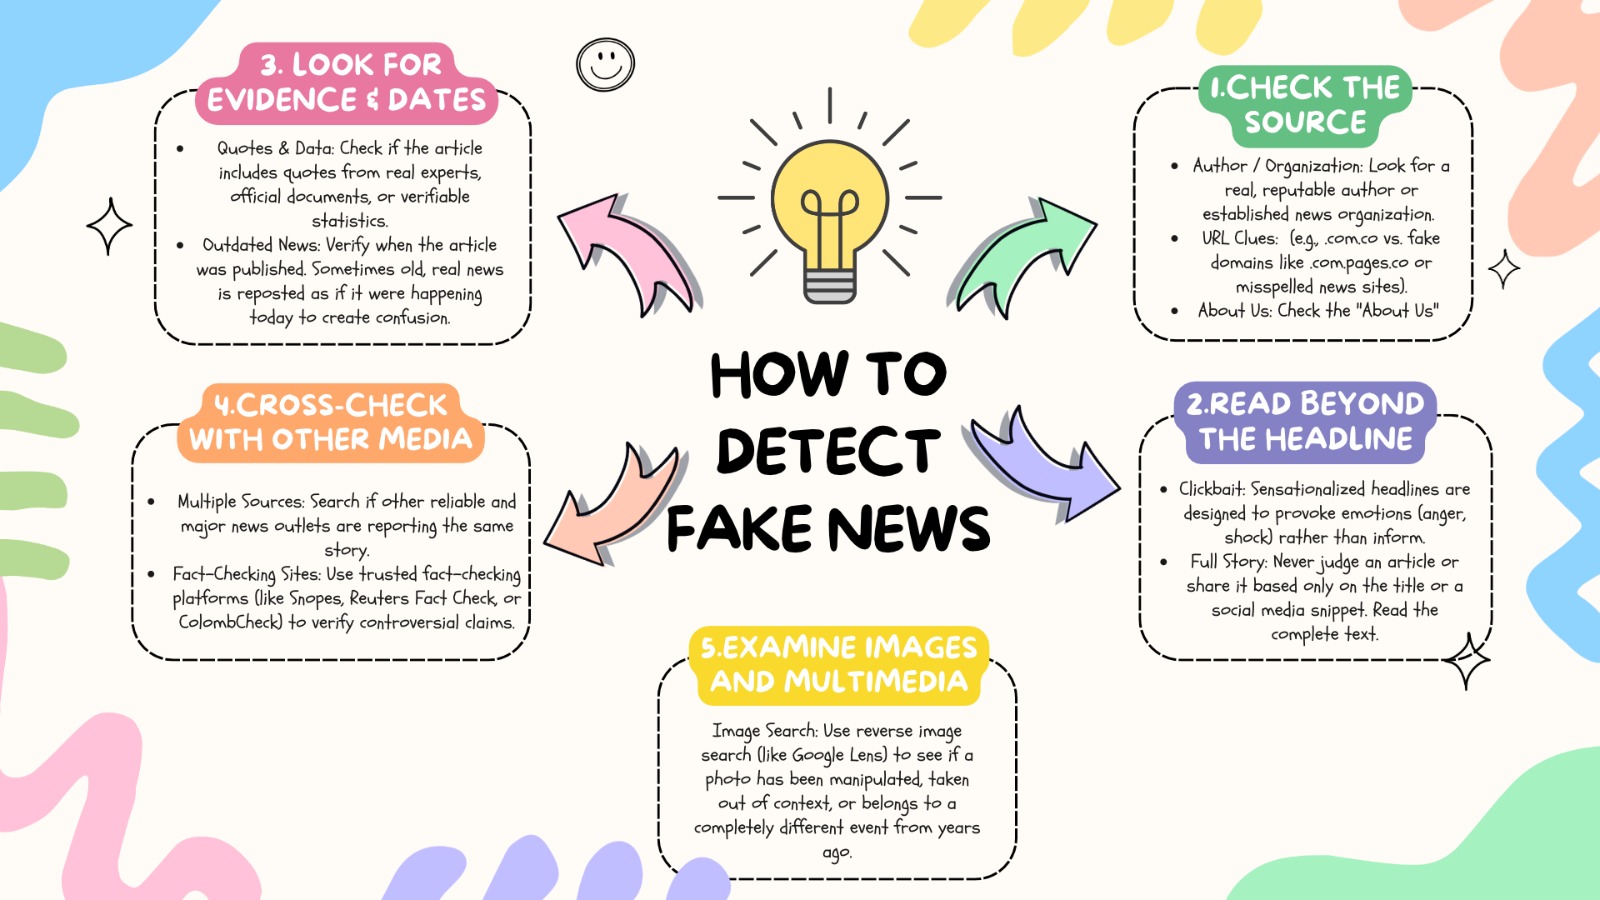 3. LOOK FOR
EVIDENCE & DATES
Quotes & Data: Check if the article
includes quotes from real experts,
official documents, or verifiable
statistics.
Outdated News: Verify when the article
was published. Sometimes old, real news
is reposted as if it were happening
today to create confusion.
1.CHECK THE
SOURCE
Author / Organization: Look for a
real, reputable author or
established news organization.
URL Clues: (e.g., .com.co vs. fake
domains like .com.pages.co or
misspelled news sites).
About Us: Check the "About Us"
HOW TO
DETECT
FAKE NEWS
4.CROSS-CHECK
WITH OTHER MEDIA
Multiple Sources: Search if other reliable and
major news outlets are reporting the same
story.
Fact-Checking Sites: Use trusted fact-checking
platforms (like Snopes, Reuters Fact Check, or
ColombCheck) to verify controversial claims.
2.READ BEYOND
THE HEADLINE
Clickbait: Sensationalized headlines are
designed to provoke emotions (anger,
shock) rather than inform.
Full Story: Never judge an article or
share it based only on the title or a
social media snippet. Read the
complete text.
5.EXAMINE IMAGES
AND MULTIMEDIA
Image Search: Use reverse image
search (like Google Lens) to see if a
photo has been manipulated, taken
out of context, or belongs to a
completely different event from years
ago.